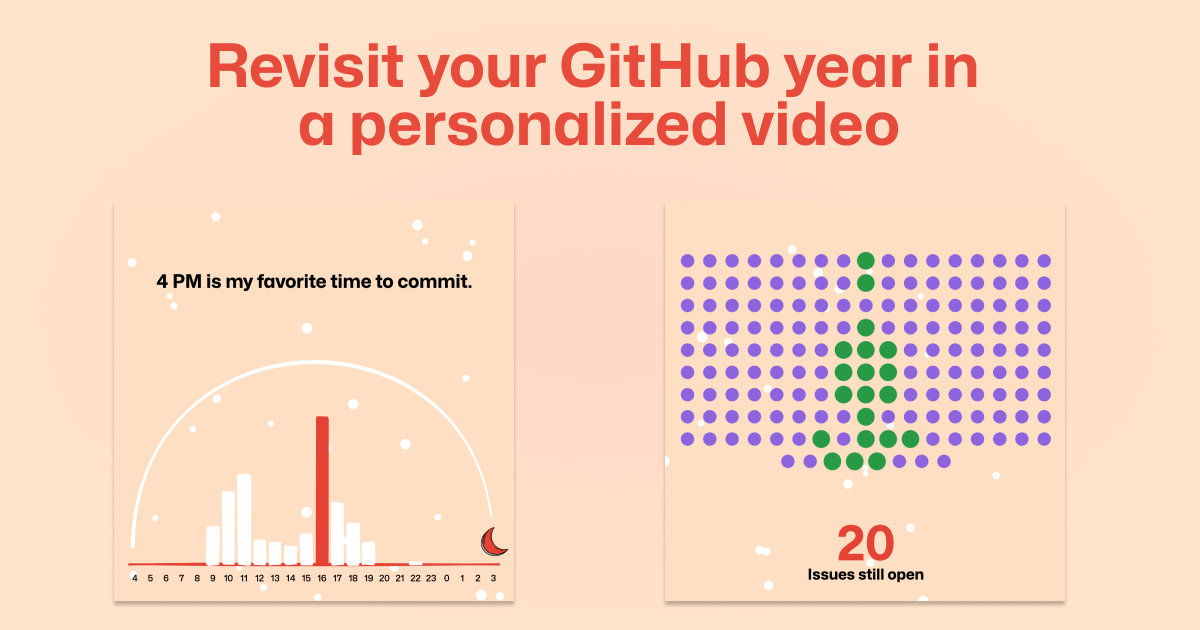 Revisit your GitHub year in
a personalized video
4 PM is my favorite time to commit.
4 5 6 7 8 9 10 11 12 13 14 15 16 17 18 19 20 21 22 23 0 1 2 3
20
Issues still open